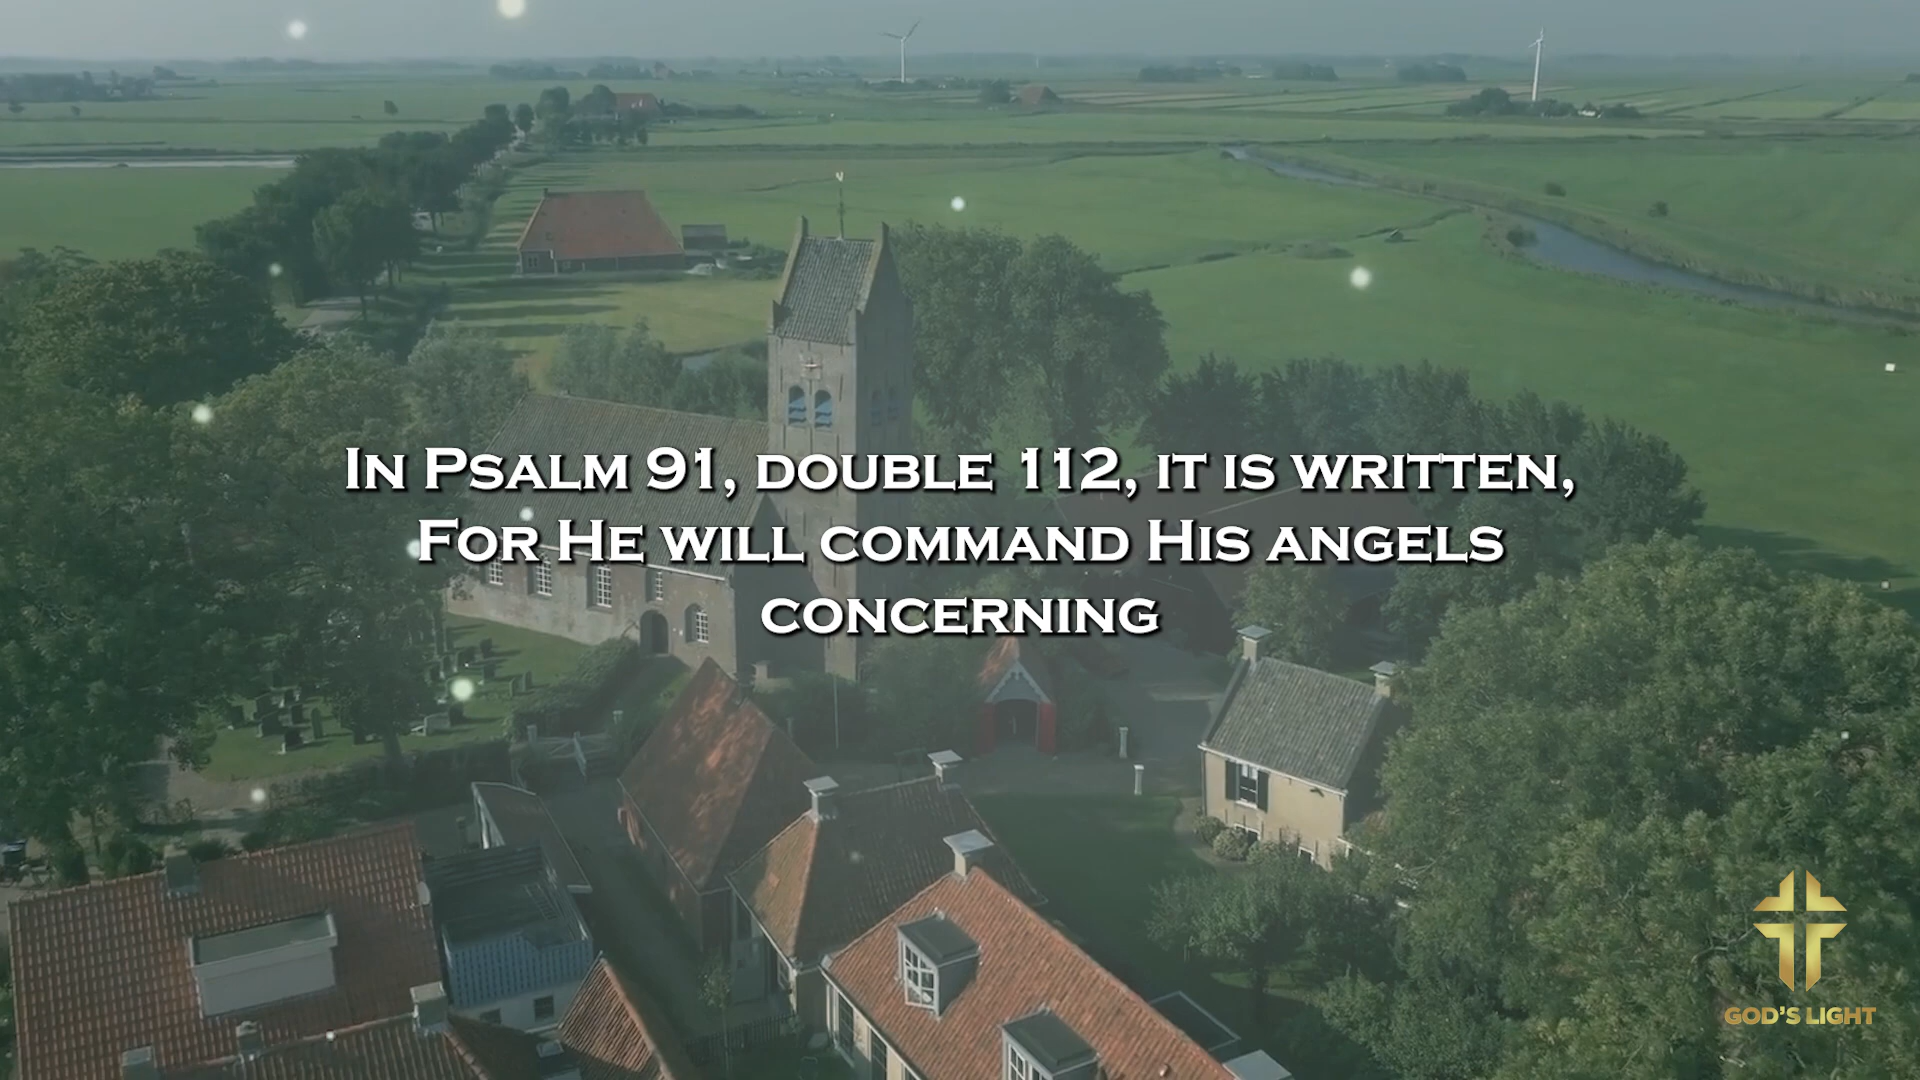 In Psalm 91, double 112, it is written,
For He will command His angels
concerning
GOD'S LIGHT